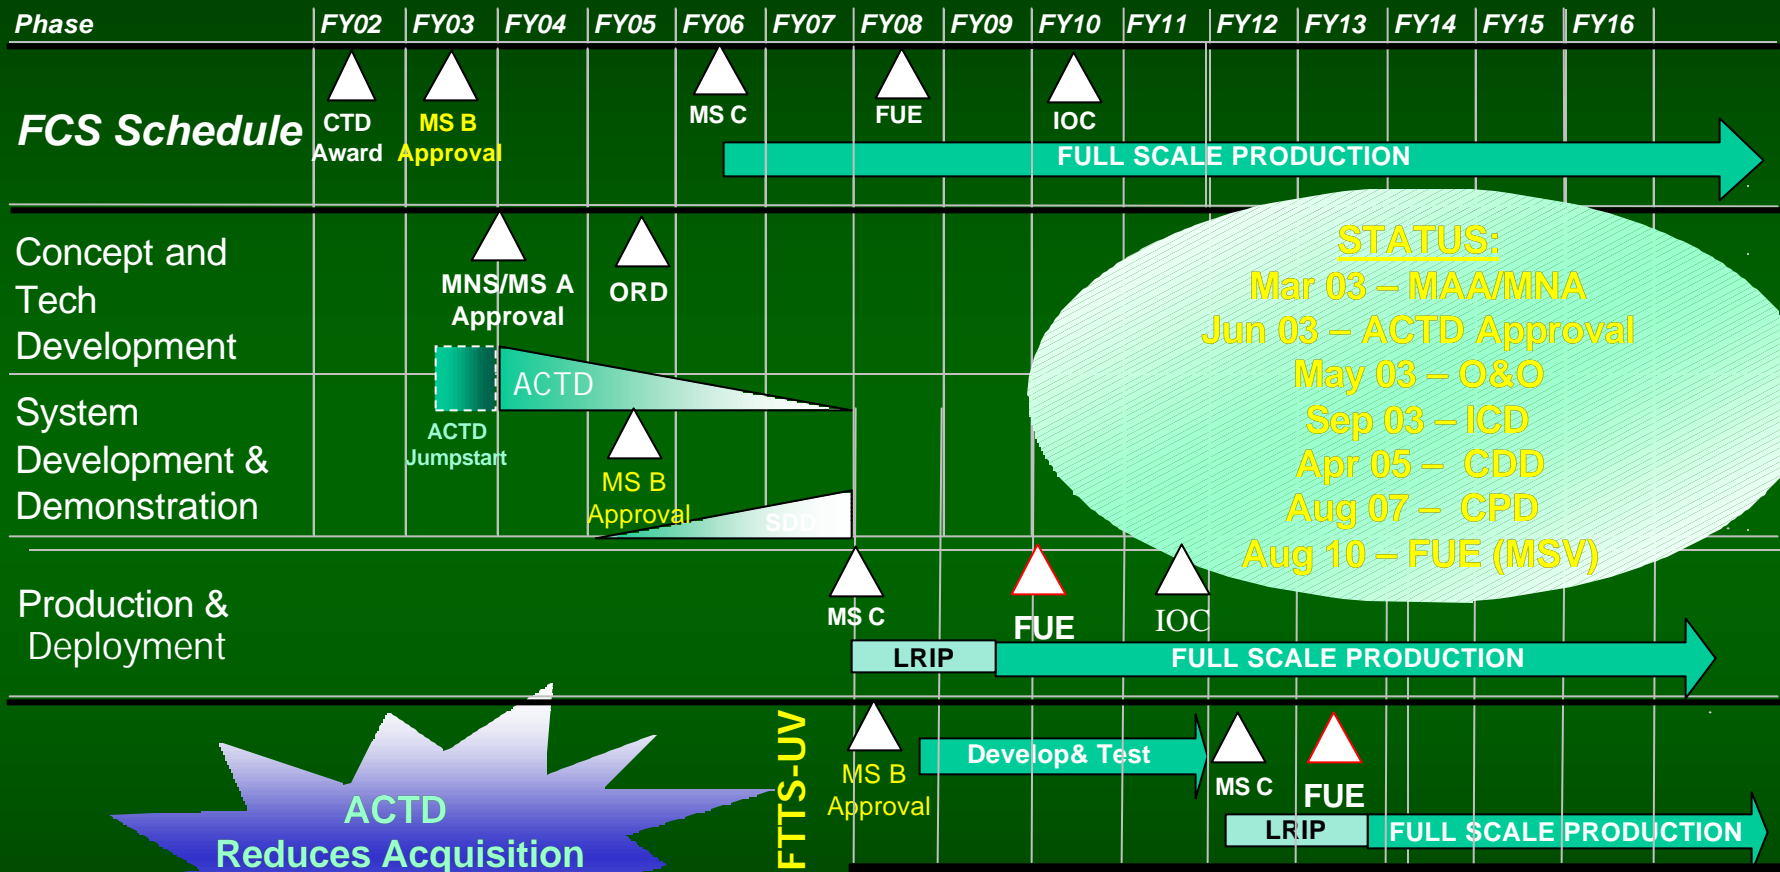 Phase FY02 FY03 FY04 FY05 FY06 FY07 FY08 FY09 FY10 FY11 FY12 FY13 FY14 FY15 FY16
FCS Schedule
CTD
Award
MS B
Approval
MS C
FUE
IOC
FULL SCALE PRODUCTION
Concept and
Tech
Development
MNS/MS A
Approval
ORD
ACTD
ACTD
Jumpstart
System
Development &
Demonstration
MS B
Approval
SDD
STATUS:
Mar 03 – MAA/MNA
Jun 03 – ACTD Approval
May 03 – O&O
Sep 03 – ICD
Apr 05 – CDD
Aug 07 – CPD
Aug 10 – FUE (MSV)
Production &
Deployment
MS C
FUE
IOC
LRIP
FULL SCALE PRODUCTION
ACTD
Reduces Acquisition
FTTS-UV
MS B
Approval
Develop& Test
MS C
FUE
LRIP
FULL SCALE PRODUCTION